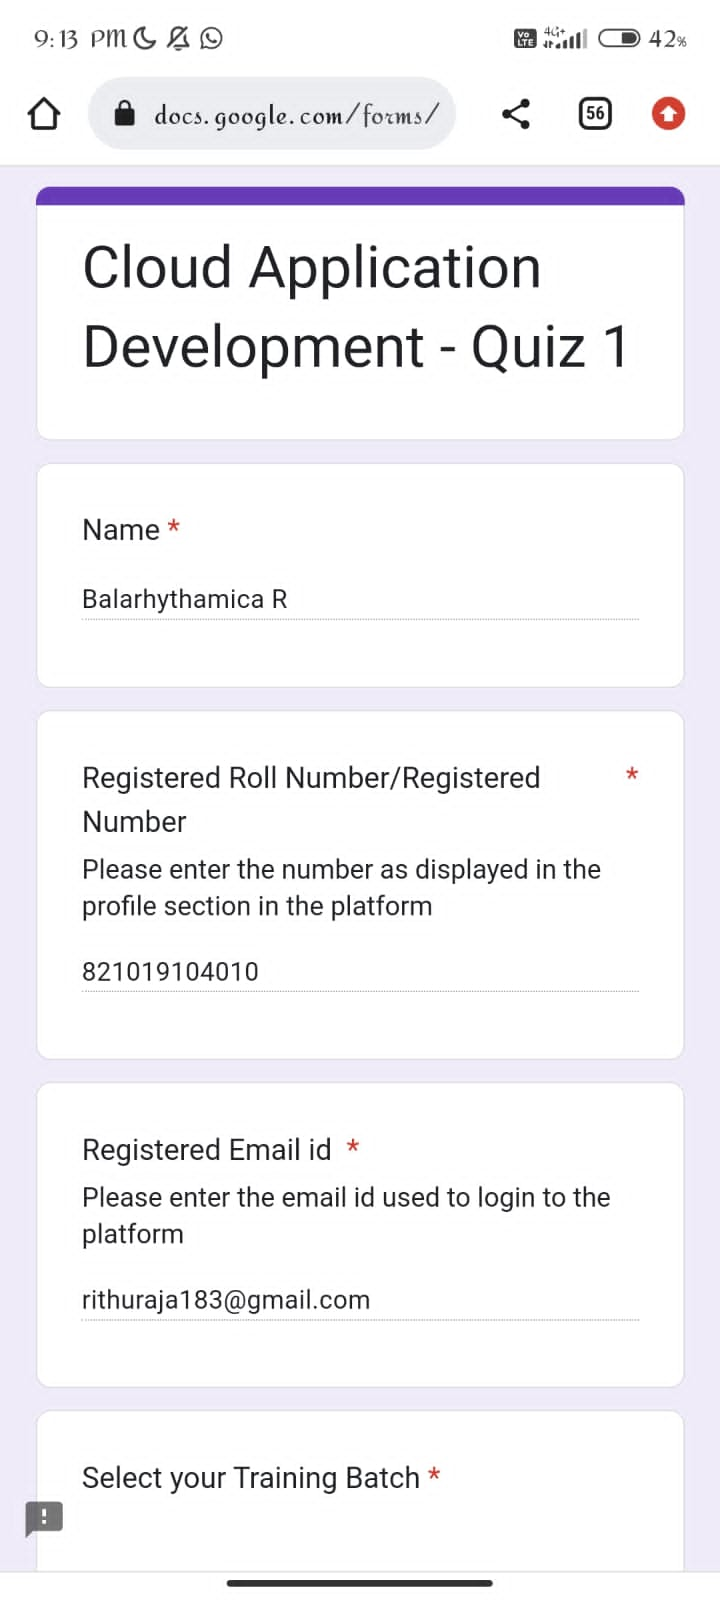 9:13 PM
VO LTE 4G+ 42%
docs.google.com/forms/
56
Cloud Application
Development - Quiz 1
Name *
Balarhythamica R
Registered Roll Number/Registered *
Number
Please enter the number as displayed in the
profile section in the platform
821019104010
Registered Email id *
Please enter the email id used to login to the
platform
rithuraja183@gmail.com
Select your Training Batch *